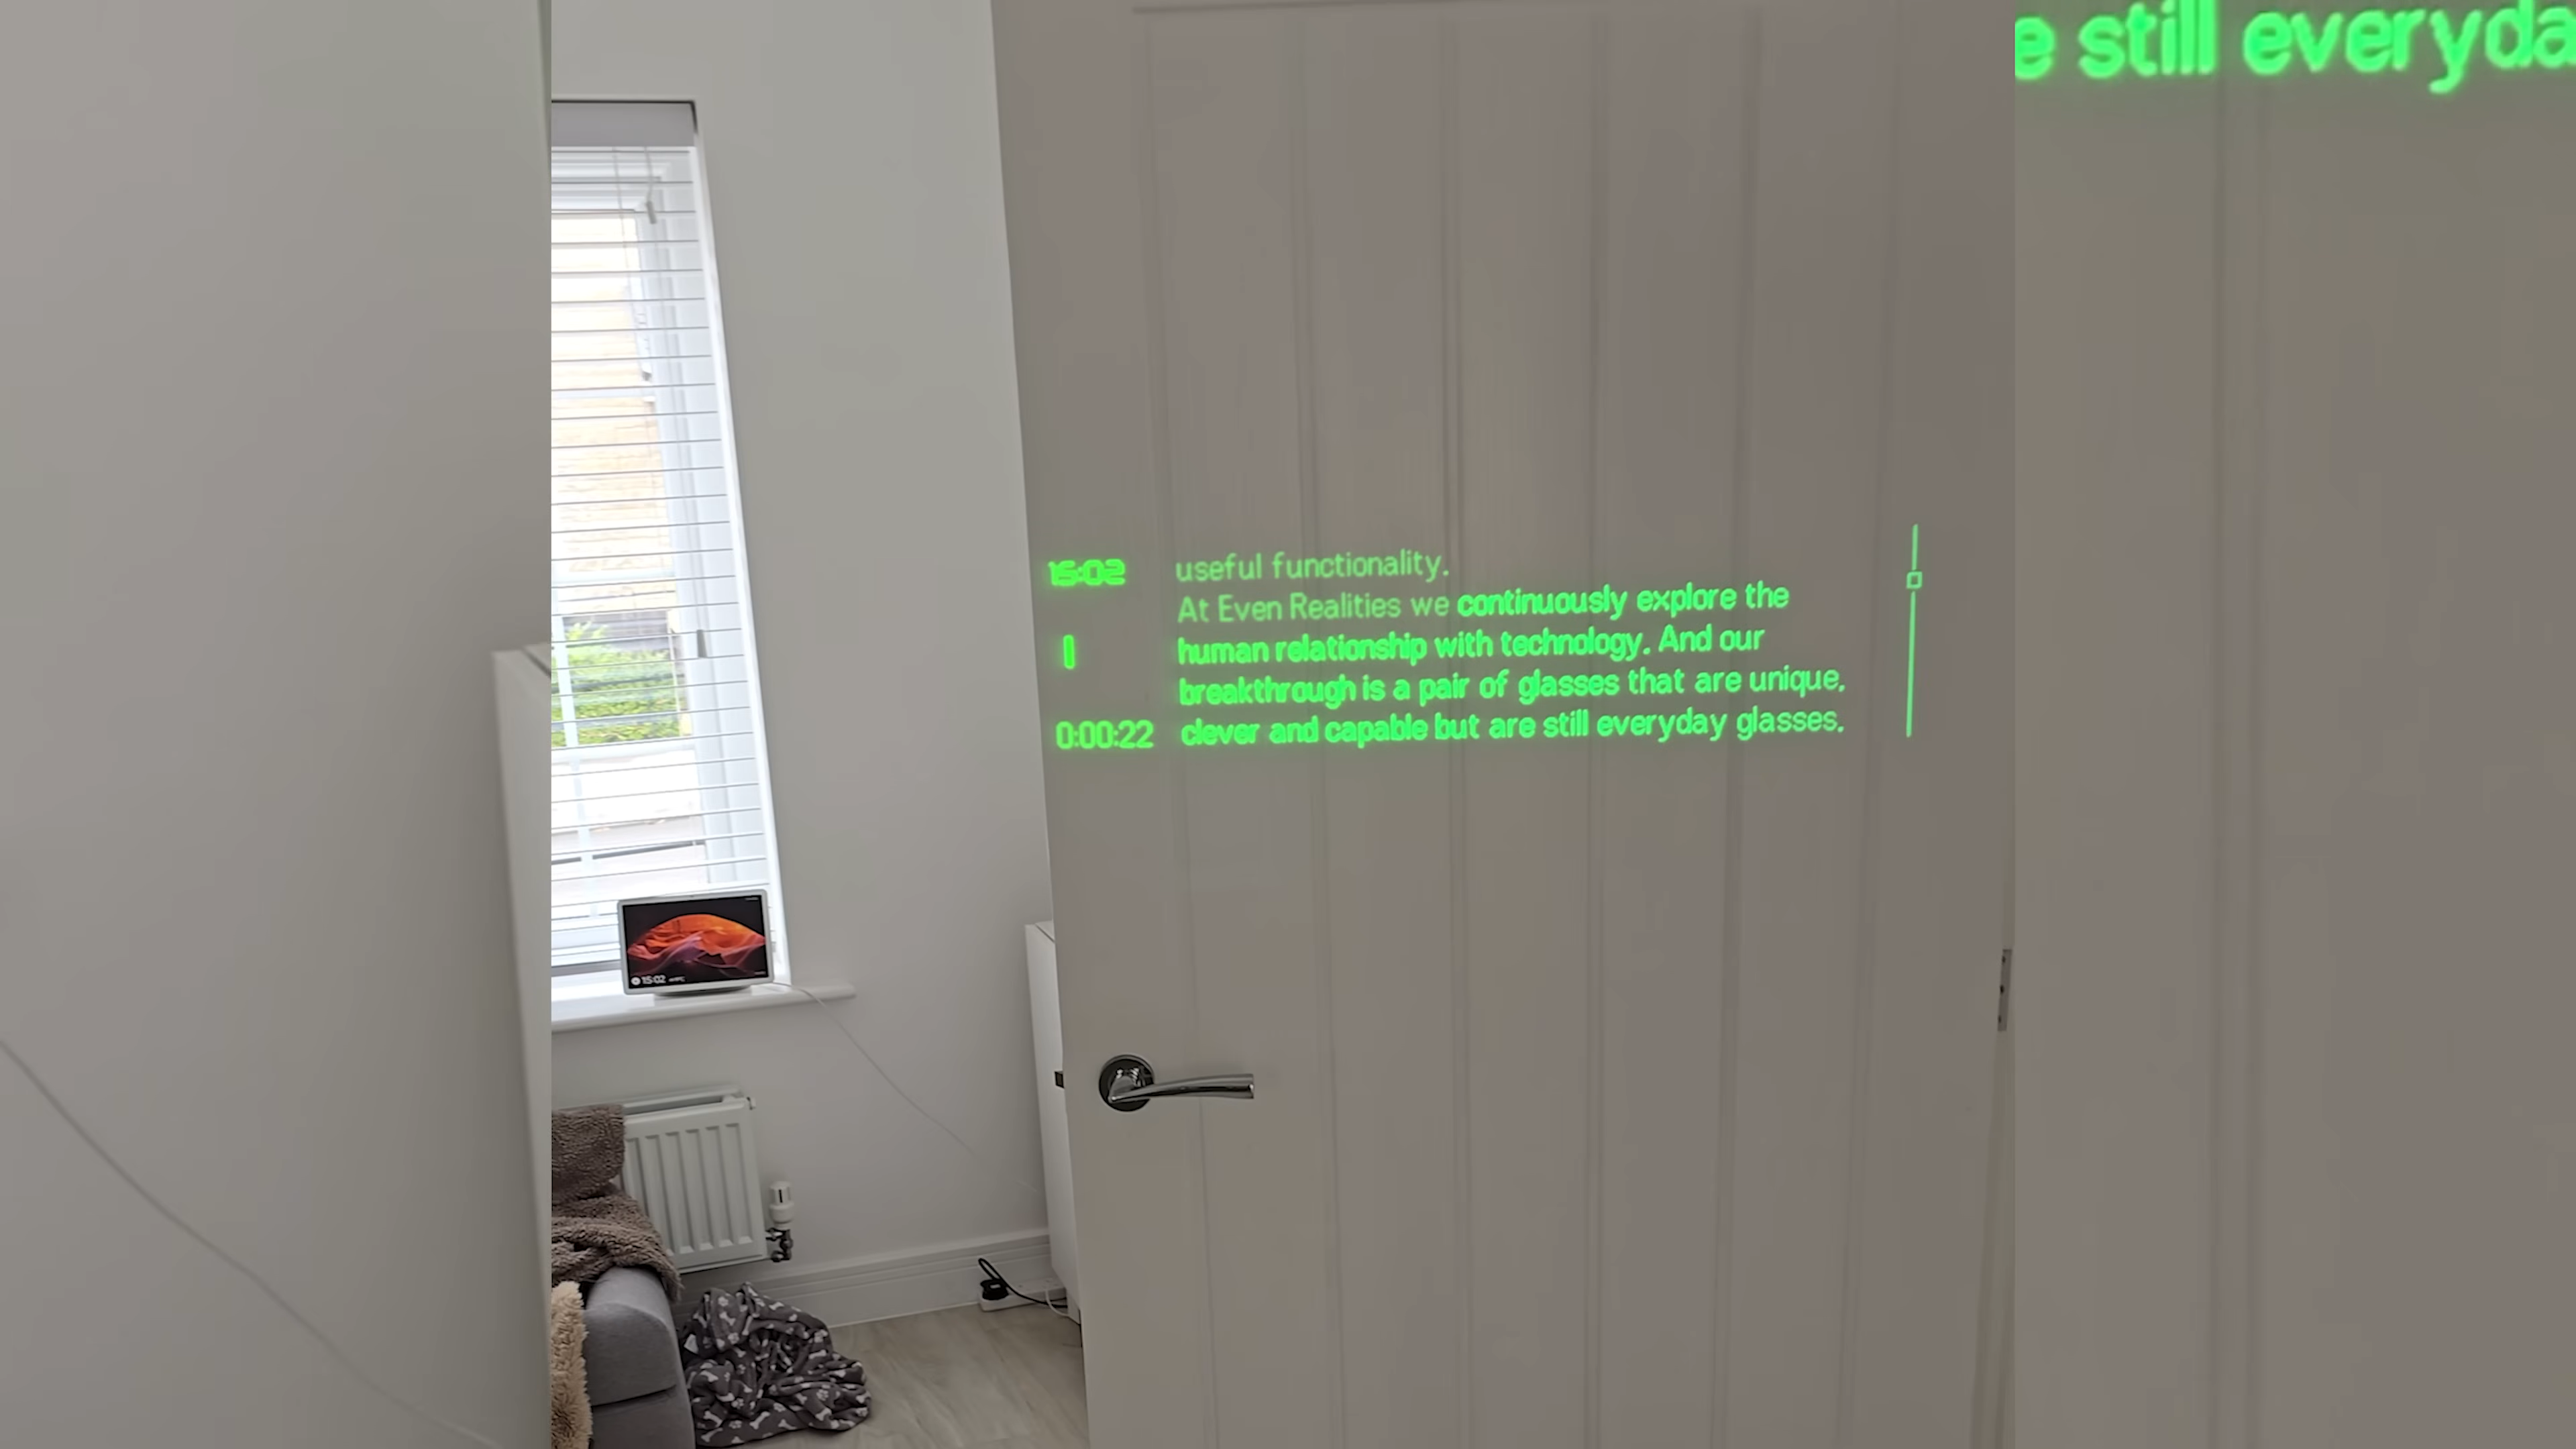 15:02
useful functionality.
At Even Realities we continuously explore the
human relationship with technology. And our
breakthrough is a pair of glasses that are unique,
0:00:22 clever and capable but are still everyday glasses.
15:02
e still everyda